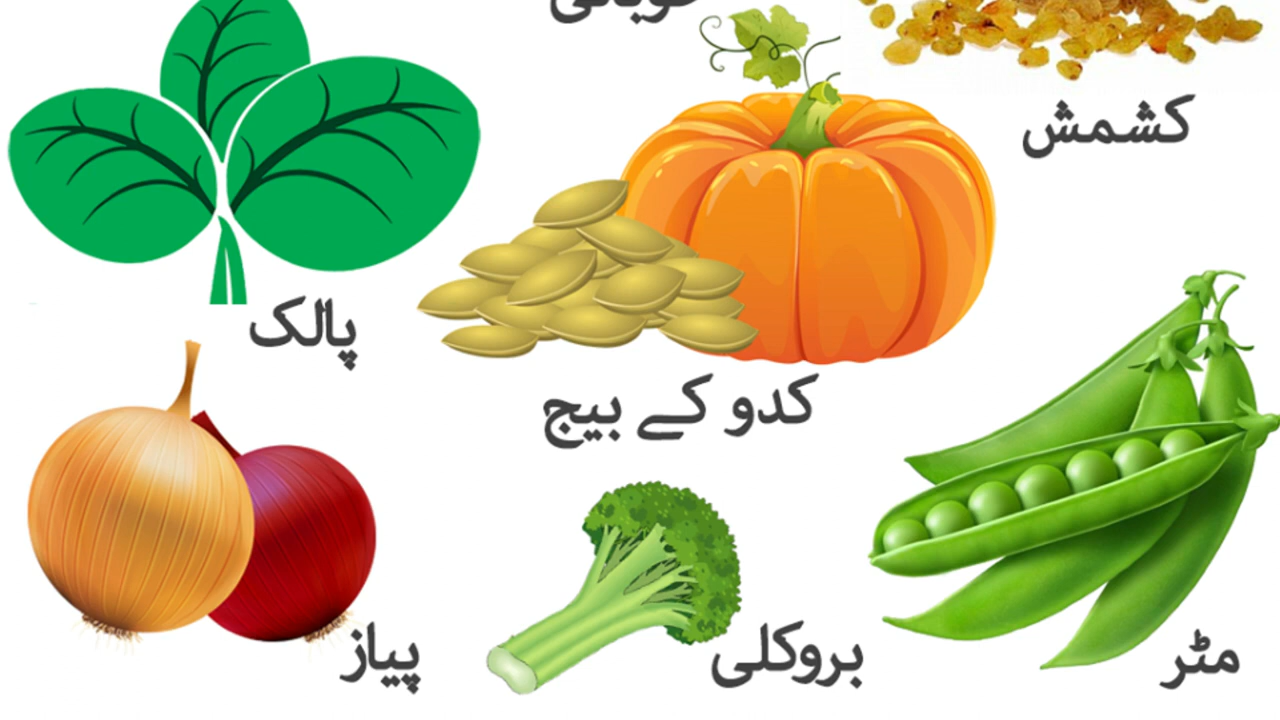 کشمش
پالک
کدو کے بیج
مٹر
بروکلی
پیاز